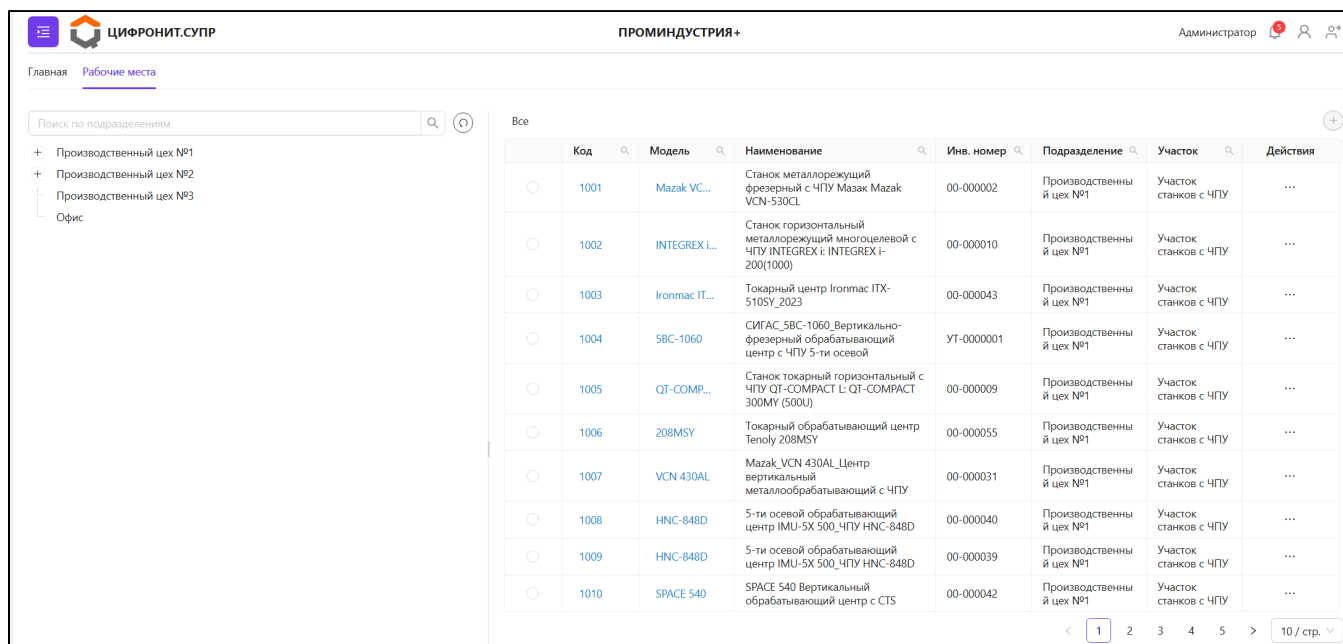 ЦИФРОНИТ.СУПР
ПРОМИНДУСТРИЯ+
Администратор
5
Главная
Рабочие места
Поиск по подразделениям
Производственный цех №1
Производственный цех №2
Производственный цех №3
Офис
Все
Код
Модель
Наименование
Инв. номер
Подразделение
Участок
Действия
1001
Mazak VC...
Станок металлорежущий
фрезерный с ЧПУ Мазак Mazak
VCN-530CL
00-000002
Производственны
й цех №1
Участок
станков с ЧПУ
...
1002
INTEGREX i...
Станок горизонтальный
металлорежущий многоцелевой с
ЧПУ INTEGREX i: INTEGREX i-
200(1000)
00-000010
Производственны
й цех №1
Участок
станков с ЧПУ
...
1003
Ironmac IT...
Токарный центр Ironmac ITX-
510SY_2023
00-000043
Производственны
й цех №1
Участок
станков с ЧПУ
...
1004
5ВС-1060
СИГАС_5ВС-1060_Вертикально-
фрезерный обрабатывающий
центр с ЧПУ 5-ти осевой
УТ-0000001
Производственны
й цех №1
Участок
станков с ЧПУ
...
1005
QT-COMP...
Станок токарный горизонтальный с
ЧПУ QT-COMPACT L: QT-COMPACT
300MY (500U)
00-000009
Производственны
й цех №1
Участок
станков с ЧПУ
...
1006
208MSY
Токарный обрабатывающий центр
Tenoly 208MSY
00-000055
Производственны
й цех №1
Участок
станков с ЧПУ
...
1007
VCN 430AL
Mazak_VCN 430AL_Центр
вертикальный
металлообрабатывающий с ЧПУ
00-000031
Производственны
й цех №1
Участок
станков с ЧПУ
...
1008
HNC-848D
5-ти осевой обрабатывающий
центр IMU-5X 500_ЧПУ HNC-848D
00-000040
Производственны
й цех №1
Участок
станков с ЧПУ
...
1009
HNC-848D
5-ти осевой обрабатывающий
центр IMU-5X 500_ЧПУ HNC-848D
00-000039
Производственны
й цех №1
Участок
станков с ЧПУ
...
1010
SPACE 540
SPACE 540 Вертикальный
обрабатывающий центр с CTS
00-000042
Производственны
й цех №1
Участок
станков с ЧПУ
...
< 1 2 3 4 5 > 10 / стр.